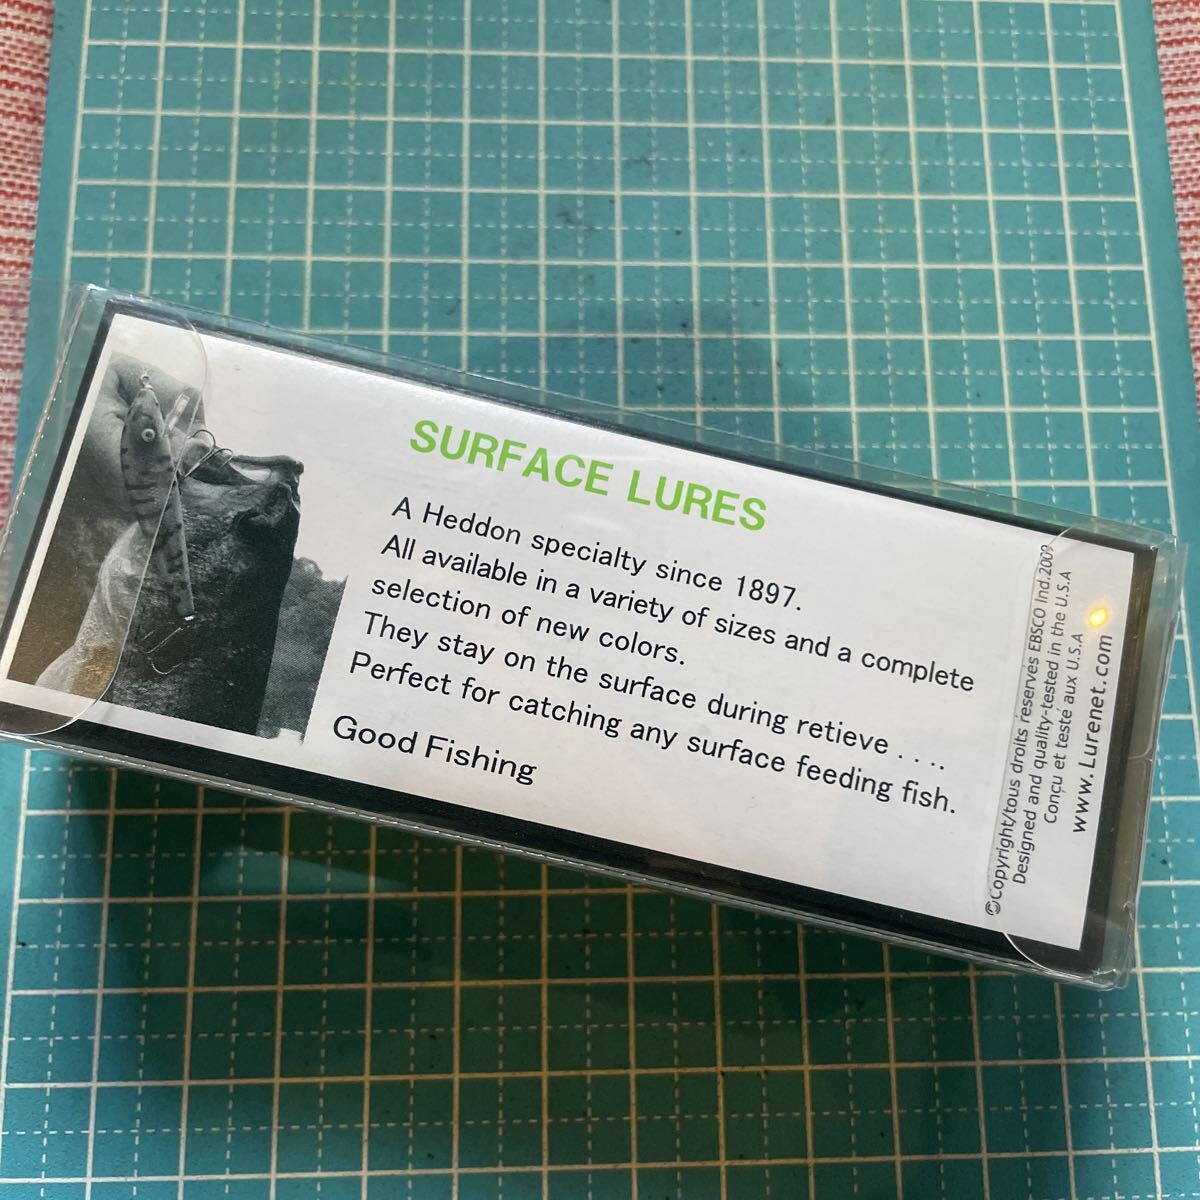 SURFACE LURES
A Heddon specialty since 1897.
All available in a variety of sizes and a complete
selection of new colors.
They stay on the surface during retieve . . ..
Perfect for catching any surface feeding fish.
Good Fishing
©Copyright/tous droits réservés EBSCO Ind.2009
Designed and quality-tested in the U.S.A
Conçu et testé aux U.S.A
www.Lurenet.com